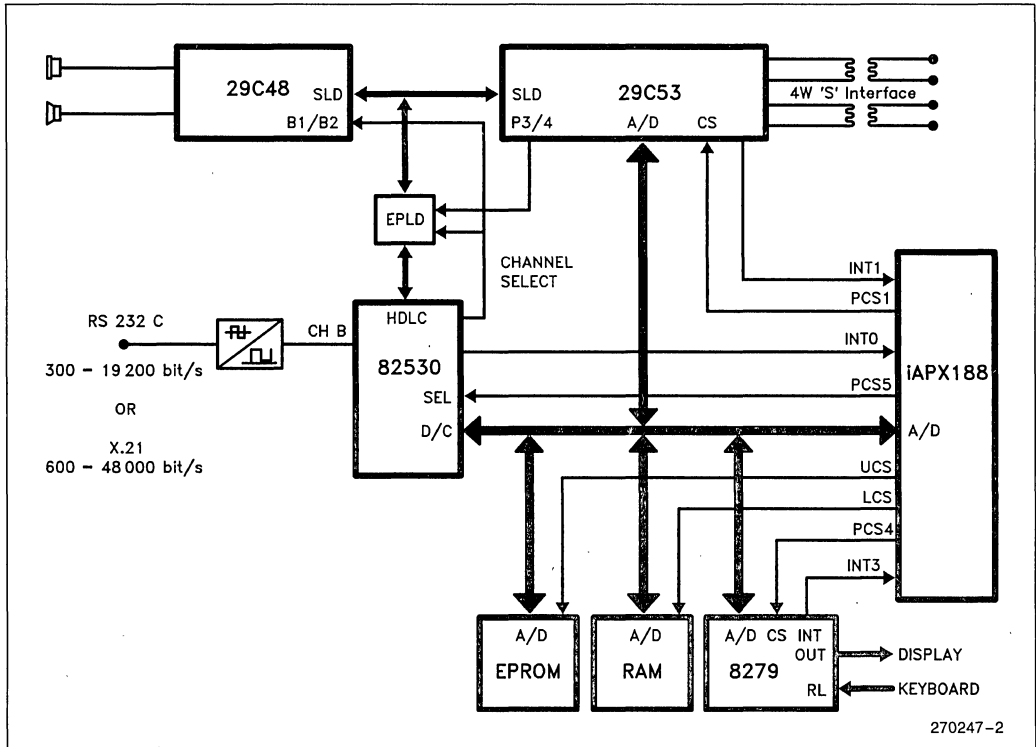 29C48
SLD
B1/B2
SLD
29C53
P3/4
A/D
CS
4W 'S' Interface
EPLD
CHANNEL
SELECT
INT1
PCS1
RS 232 C
300 – 19 200 bit/s
OR
X.21
600 – 48 000 bit/s
CH B
HDLC
82530
SEL
D/C
INT0
PCS5
iAPX188
A/D
UCS
LCS
PCS4
INT3
A/D
EPROM
A/D
RAM
A/D CS INT
OUT
8279
RL
DISPLAY
KEYBOARD
270247–2